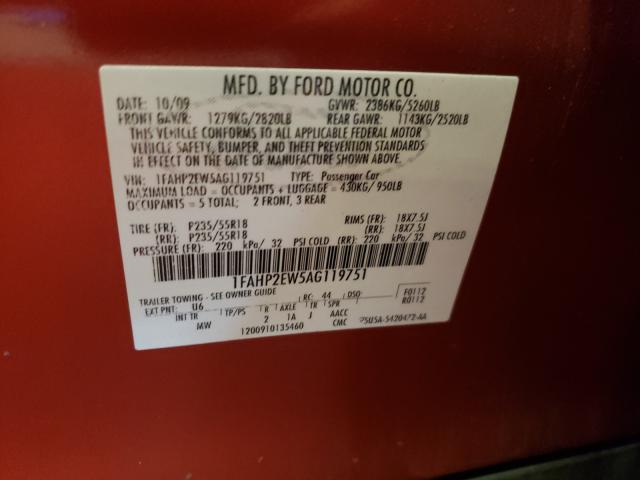 MFD. BY FORD MOTOR CO.
DATE: 10/09 GVWR: 2386KG/5260LB
FRONT GAWR: 1279KG/2820LB REAR GAWR: 1143KG/2520LB
THIS VEHICLE CONFORMS TO ALL APPLICABLE FEDERAL MOTOR
VEHICLE SAFETY, BUMPER, AND THEFT PREVENTION STANDARDS
IN EFFECT ON THE DATE OF MANUFACTURE SHOWN ABOVE.
VIN: 1FAHP2EW5AG119751 TYPE: Passenger Car
MAXIMUM LOAD = OCCUPANTS + LUGGAGE = 430KG/950LB
OCCUPANTS = 5 TOTAL; 2 FRONT, 3 REAR
TIRE (FR): P235/55R18 RIMS (FR): 18X7.5J
(RR): P235/55R18 (RR): 18X7.5J
PRESSURE (FR): 220 kPa/ 32 PSI COLD (RR): 220 kPa/ 32 PSI COLD
1FAHP2EW5AG119751
TRAILER TOWING - SEE OWNER GUIDE RC: 44 DSO: F0112
EXT PNT: U6 R AXLE TR SPR R0112
INT TR TP/PS 2 1A J AACC
MW 1200910135460 CMC